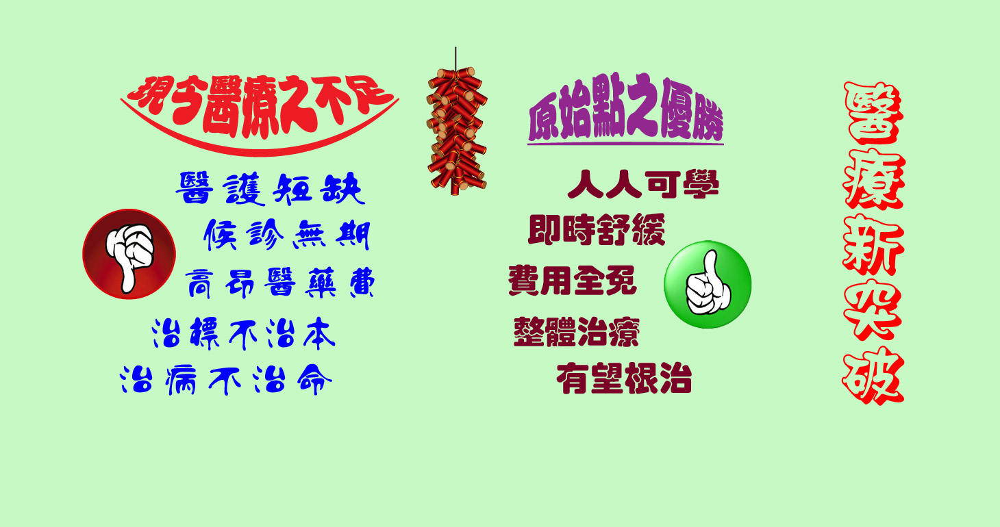 現今醫療之不足
醫護短缺
候診無期
高昂醫藥費
治標不治本
治病不治命
原始點之優勝
人人可學
即時舒緩
費用全免
整體治療
有望根治
醫療新突破